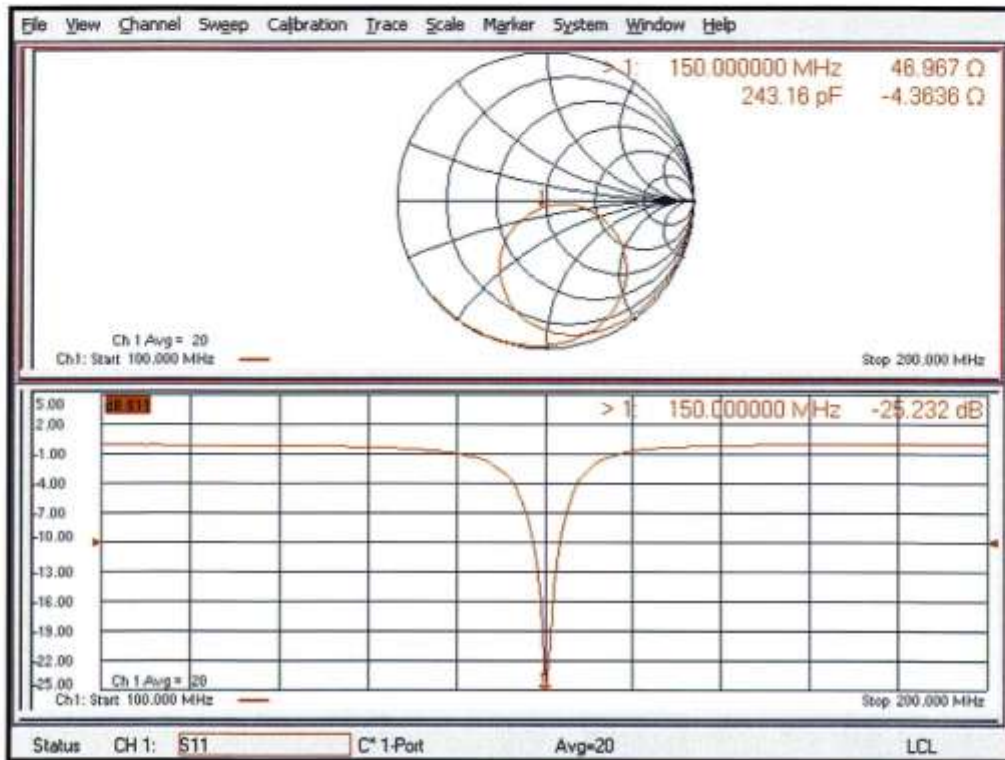 File View Channel Sweep Calibration Trace Scale Marker System Window Help
> 1: 150.000000 MHz 46.967 Ω
243.16 pF -4.3636 Ω
1
Ch 1 Avg = 20
Ch1: Start 100.000 MHz
Stop 200.000 MHz
5.00
dB S11
> 1: 150.000000 MHz -25.232 dB
2.00
-1.00
-4.00
-7.00
-10.00
-13.00
-16.00
-19.00
-22.00
-25.00
1
Ch 1 Avg = 20
Ch1: Start 100.000 MHz
Stop 200.000 MHz
Status CH 1: S11 C* 1-Port Avg=20 LCL